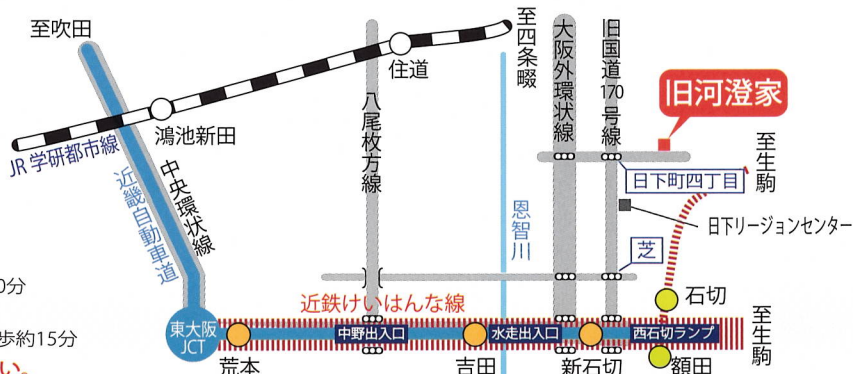 至吹田
住道
至四条畷
大阪外環状線
旧国道170号線
旧河澄家
鴻池新田
JR学研都市線
八尾枚方線
中央環状線
近畿自動車道
至生駒
日下町四丁目
日下リージョンセンター
恩智川
芝
石切
近鉄けいはんな線
0分
歩約15分
い。
東大阪
JCT
中野出入口
水走出入口
西石切ランプ
至生駒
荒本
吉田
新石切
額田